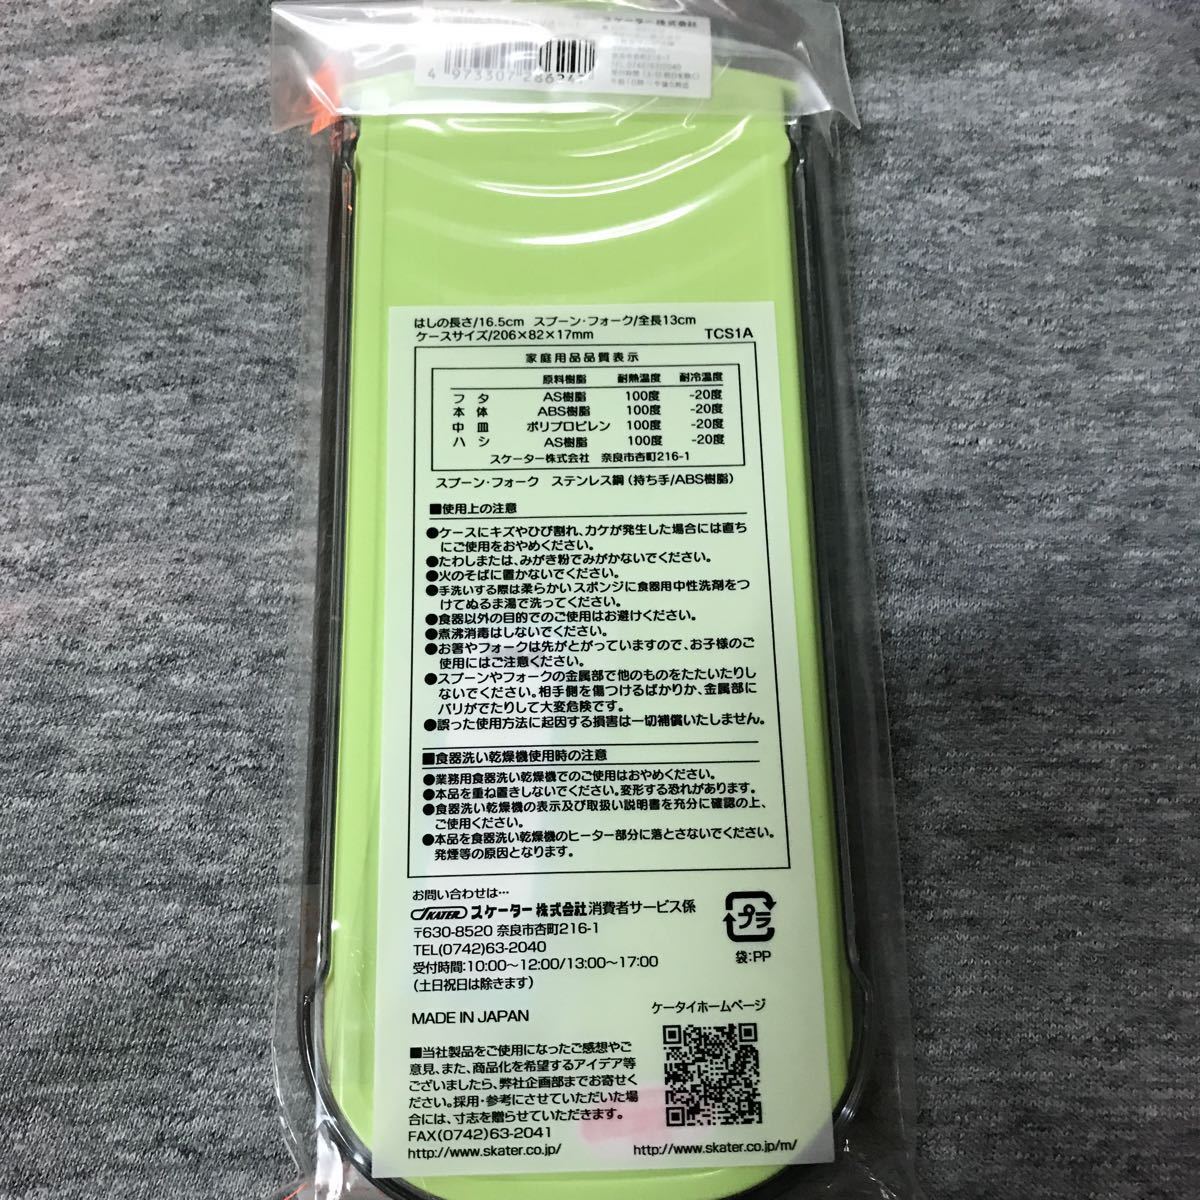 スケーター株式会社
4 973307 286
はしの長さ/16.5cm スプーン・フォーク/全長13cm
ケースサイズ/206×82×17mm TCS1A
家庭用品品質表示
原料樹脂 耐熱温度 耐冷温度
フタ AS樹脂 100度 -20度
本体 ABS樹脂 100度 -20度
中皿 ポリプロピレン 100度 -20度
ハシ AS樹脂 100度 -20度
スケーター株式会社 奈良市杏町216-1
スプーン・フォーク ステンレス鋼(持ち手/ABS樹脂)
■使用上の注意
●ケースにキズやひび割れ、カケが発生した場合には直ち
にご使用をおやめください。
●たわしまたは、みがき粉でみがかないでください。
●火のそばに置かないでください。
●手洗いする際は柔らかいスポンジに食器用中性洗剤をつ
けてぬるま湯で洗ってください。
●食器以外の目的でのご使用はお避けください。
●煮沸消毒はしないでください。
●お箸やフォークは先がとがっていますので、お子様のご
使用にはご注意ください。
●スプーンやフォークの金属部で他のものをたたいたりし
ないでください。相手側を傷つけるばかりか、金属部に
バリがでたりして大変危険です。
●誤った使用方法に起因する損害は一切補償いたしません。
■食器洗い乾燥機使用時の注意
●業務用食器洗い乾燥機でのご使用はおやめください。
●本品を重ね置きしないでください。変形する恐れがあります。
●食器洗い乾燥機の表示及び取扱い説明書を充分に確認の上、
ご使用ください。
●本品を食器洗い乾燥機のヒーター部分に落とさないでください。
発煙等の原因となります。
お問い合わせは…
SKATER スケーター株式会社消費者サービス係
〒630-8520 奈良市杏町216-1
TEL(0742)63-2040
受付時間:10:00〜12:00/13:00〜17:00
(土日祝日は除きます)
プラ
袋:PP
ケータイホームページ
MADE IN JAPAN
■当社製品をご使用になったご感想やご
意見、また、商品化を希望するアイデア等
ございましたら、弊社企画部までお寄せく
ださい。採用・参考にさせていただいた場
合には、寸志を贈らせていただきます。
FAX(0742)63-2041
http://www.skater.co.jp/ http://www.skater.co.jp/m/